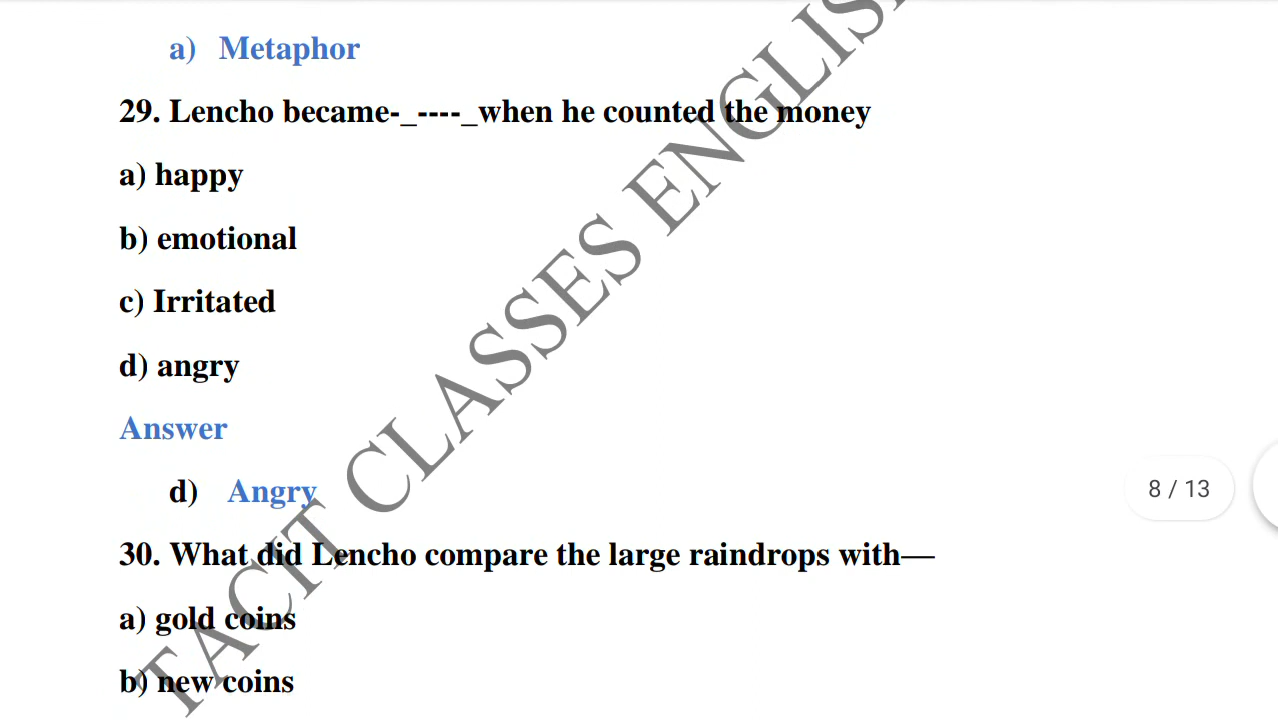 a) Metaphor
29. Lencho became-_----_when he counted the money
a) happy
b) emotional
c) Irritated
d) angry
Answer
d) Angry
30. What did Lencho compare the large raindrops with—
a) gold coins
b) new coins
TACIT CLASSES ENGLIS
8 / 13